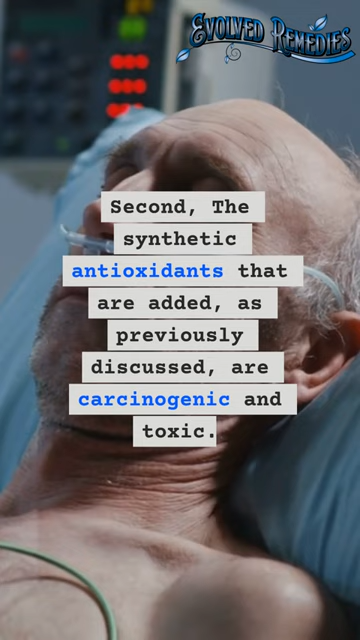 Evolved Remedies
Second, The
synthetic
antioxidants that
are added, as
previously
discussed, are
carcinogenic and
toxic.